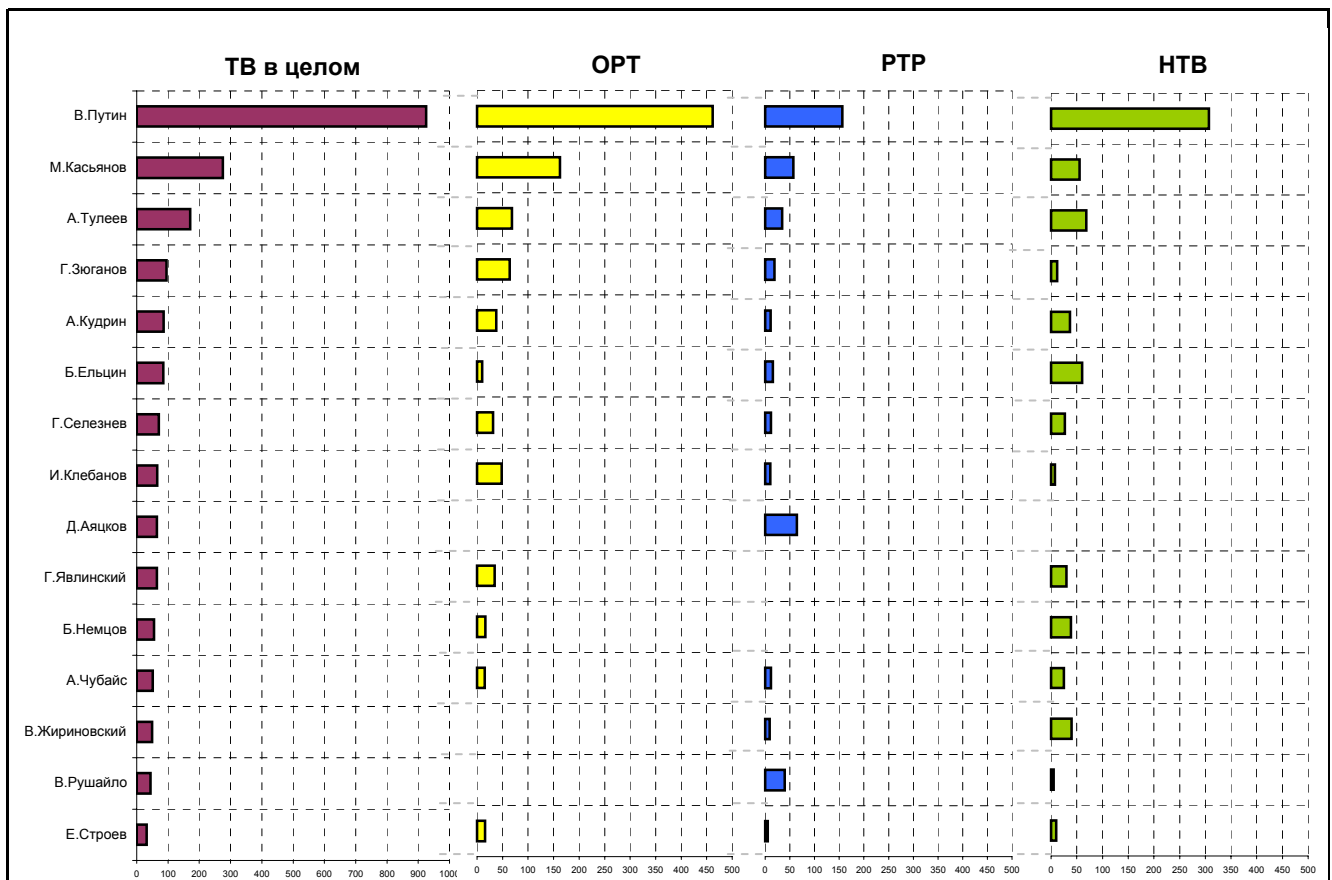 ТВ в целом ОРТ РТР НТВ
В.Путин
М.Касьянов
А.Тулеев
Г.Зюганов
А.Кудрин
Б.Ельцин
Г.Селезнев
И.Клебанов
Д.Аяцков
Г.Явлинский
Б.Немцов
А.Чубайс
В.Жириновский
В.Рушайло
Е.Строев
0 100 200 300 400 500 600 700 800 900 1000 0 50 100 150 200 250 300 350 400 450 500 0 50 100 150 200 250 300 350 400 450 500 0 50 100 150 200 250 300 350 400 450 500